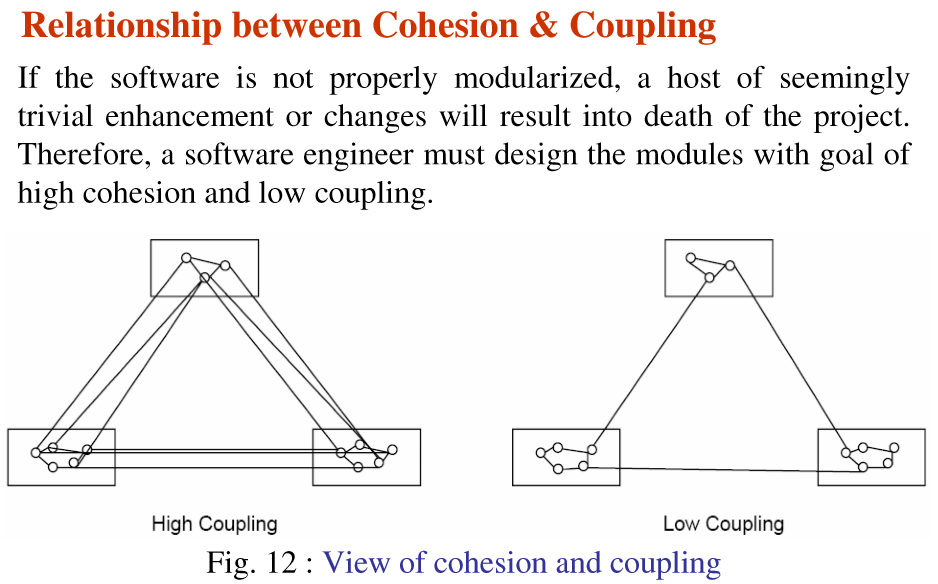 Relationship between Cohesion & Coupling
If the software is not properly modularized, a host of seemingly
trivial enhancement or changes will result into death of the project.
Therefore, a software engineer must design the modules with goal of
high cohesion and low coupling.
High Coupling
Low Coupling
Fig. 12 : View of cohesion and coupling